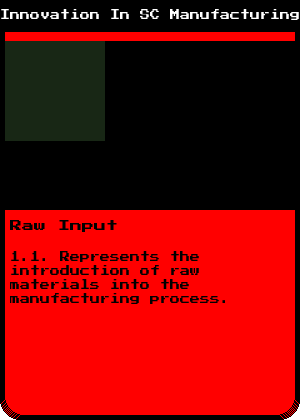 Innovation In SC Manufacturing
Raw Input
1.1. Represents the
introduction of raw
materials into the
manufacturing process.